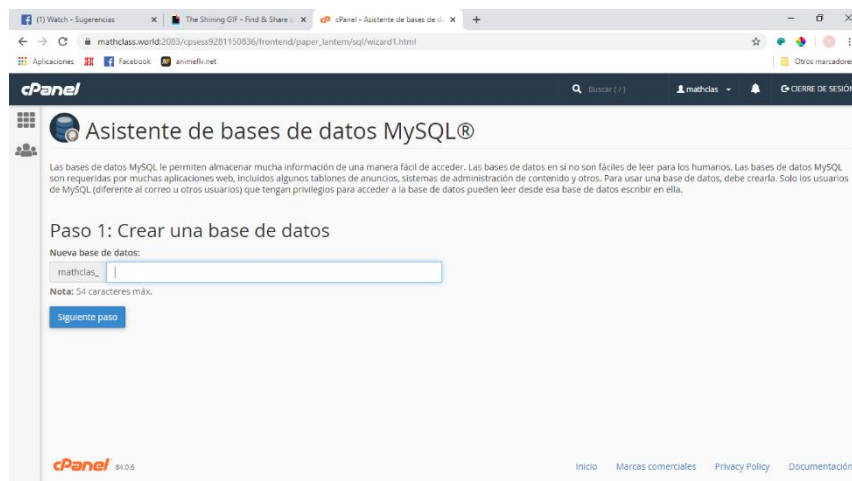 (1) Watch - Sugerencias
The Shining GIF - Find & Share o
cPanel - Asistente de bases de d
mathclass.world:2083/cpsess9281150836/frontend/paper_lantern/sql/wizard1.html
Aplicaciones
Facebook
animeflv.net
Otros marcadores
cPanel
Buscar ( / )
mathclas
CIERRE DE SESIÓN
Asistente de bases de datos MySQL®
Las bases de datos MySQL le permiten almacenar mucha información de una manera fácil de acceder. Las bases de datos en sí no son fáciles de leer para los humanos. Las bases de datos MySQL
son requeridas por muchas aplicaciones web, incluidos algunos tablones de anuncios, sistemas de administración de contenido y otros. Para usar una base de datos, debe crearla. Solo los usuarios
de MySQL (diferente al correo u otros usuarios) que tengan privilegios para acceder a la base de datos pueden leer desde esa base de datos escribir en ella.
Paso 1: Crear una base de datos
Nueva base de datos:
mathclas_
Nota: 54 caracteres máx.
Siguiente paso
cPanel 84.0.6
Inicio
Marcas comerciales
Privacy Policy
Documentación